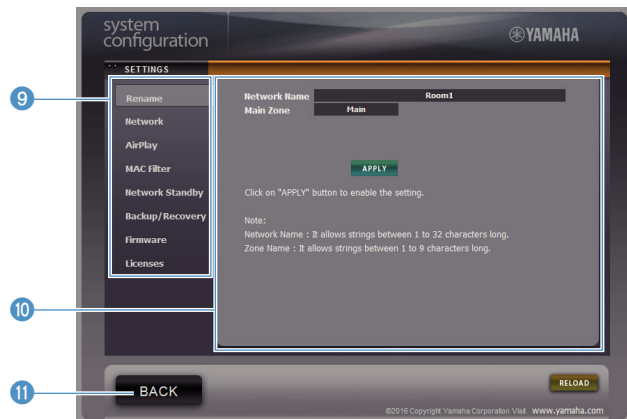 system
configuration
YAMAHA
SETTINGS
9
Rename
Network
AirPlay
MAC Filter
Network Standby
Backup/Recovery
Firmware
Licenses
Network Name Room1
Main Zone Main
APPLY
Click on "APPLY" button to enable the setting.
Note:
Network Name : It allows strings between 1 to 32 characters long.
Zone Name : It allows strings between 1 to 9 characters long.
10
11
BACK
RELOAD
©2016 Copyright Yamaha Corporation Visit www.yamaha.com